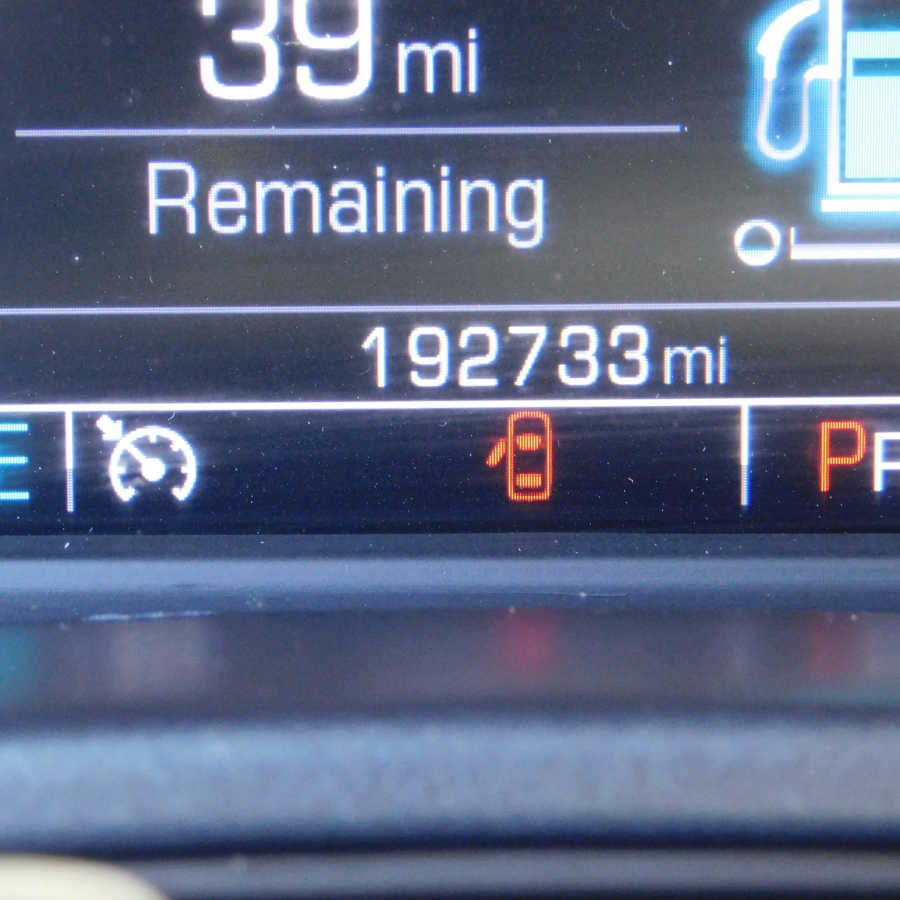 39 mi
Remaining
192733 mi
E
P